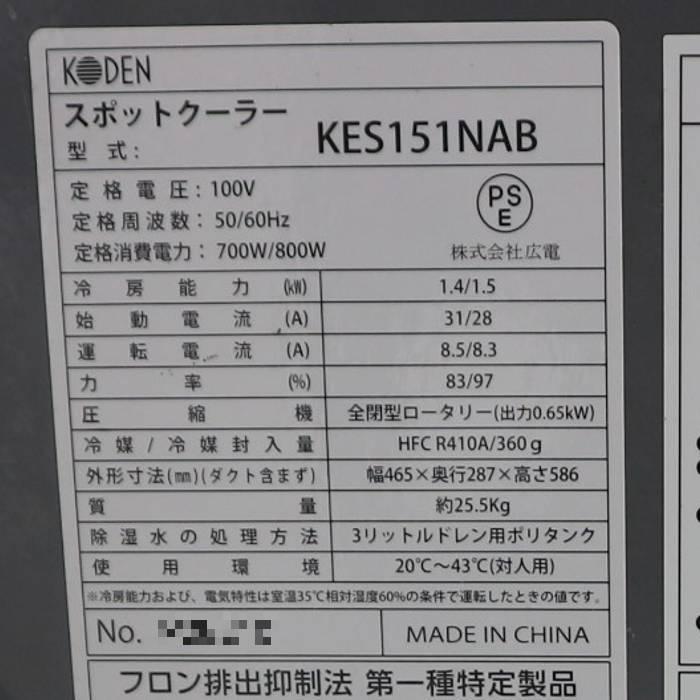 KODEN
スポットクーラー
型 式: KES151NAB
定格電圧: 100V
定格周波数: 50/60Hz
定格消費電力: 700W/800W
PS
E
株式会社広電
冷房能力 (kW) 1.4/1.5
始動電流 (A) 31/28
運転電流 (A) 8.5/8.3
力率 (%) 83/97
圧縮機 全閉型ロータリー(出力0.65kW)
冷媒/冷媒封入量 HFC R410A/360g
外形寸法(mm)(ダクト含まず) 幅465×奥行287×高さ586
質量 約25.5Kg
除湿水の処理方法 3リットルドレン用ポリタンク
使用環境 20℃〜43℃(対人用)
※冷房能力および、電気特性は室温35℃相対湿度60%の条件で運転したときの値です。
No.
MADE IN CHINA
フロン排出抑制法 第一種特定製品